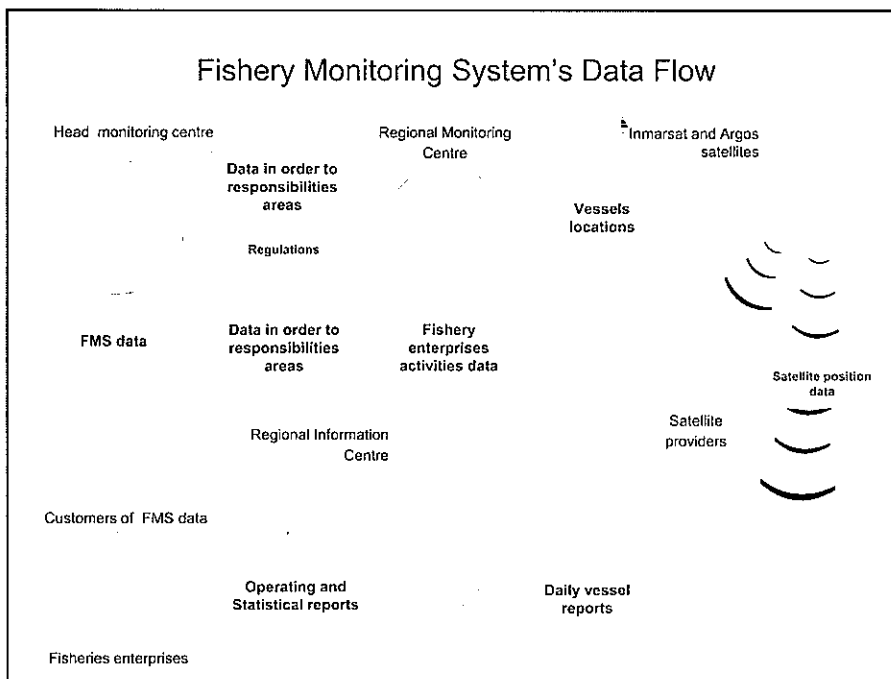 Fishery Monitoring System's Data Flow
Head monitoring centre
Regional Monitoring
Centre
Inmarsat and Argos
satellites
Data in order to
responsibilities
areas
Vessels
locations
Regulations
FMS data
Data in order to
responsibilities
areas
Fishery
enterprises
activities data
Satellite position
data
Regional Information
Centre
Satellite
providers
Customers of FMS data
Operating and
Statistical reports
Daily vessel
reports
Fisheries enterprises